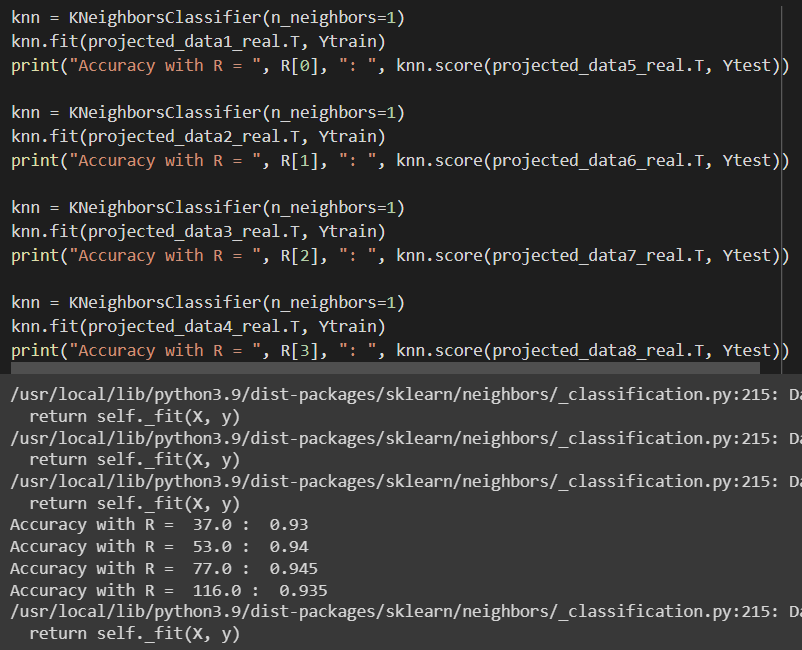 knn = KNeighborsClassifier(n_neighbors=1)
knn.fit(projected_data1_real.T, Ytrain)
print("Accuracy with R = ", R[0], ": ", knn.score(projected_data5_real.T, Ytest))
knn = KNeighborsClassifier(n_neighbors=1)
knn.fit(projected_data2_real.T, Ytrain)
print("Accuracy with R = ", R[1], ": ", knn.score(projected_data6_real.T, Ytest))
knn = KNeighborsClassifier(n_neighbors=1)
knn.fit(projected_data3_real.T, Ytrain)
print("Accuracy with R = ", R[2], ": ", knn.score(projected_data7_real.T, Ytest))
knn = KNeighborsClassifier(n_neighbors=1)
knn.fit(projected_data4_real.T, Ytrain)
print("Accuracy with R = ", R[3], ": ", knn.score(projected_data8_real.T, Ytest))
/usr/local/lib/python3.9/dist-packages/sklearn/neighbors/_classification.py:215:
  return self._fit(X, y)
/usr/local/lib/python3.9/dist-packages/sklearn/neighbors/_classification.py:215:
  return self._fit(X, y)
/usr/local/lib/python3.9/dist-packages/sklearn/neighbors/_classification.py:215:
  return self._fit(X, y)
Accuracy with R =  37.0 :  0.93
Accuracy with R =  53.0 :  0.94
Accuracy with R =  77.0 :  0.945
Accuracy with R =  116.0 :  0.935
/usr/local/lib/python3.9/dist-packages/sklearn/neighbors/_classification.py:215:
  return self._fit(X, y)